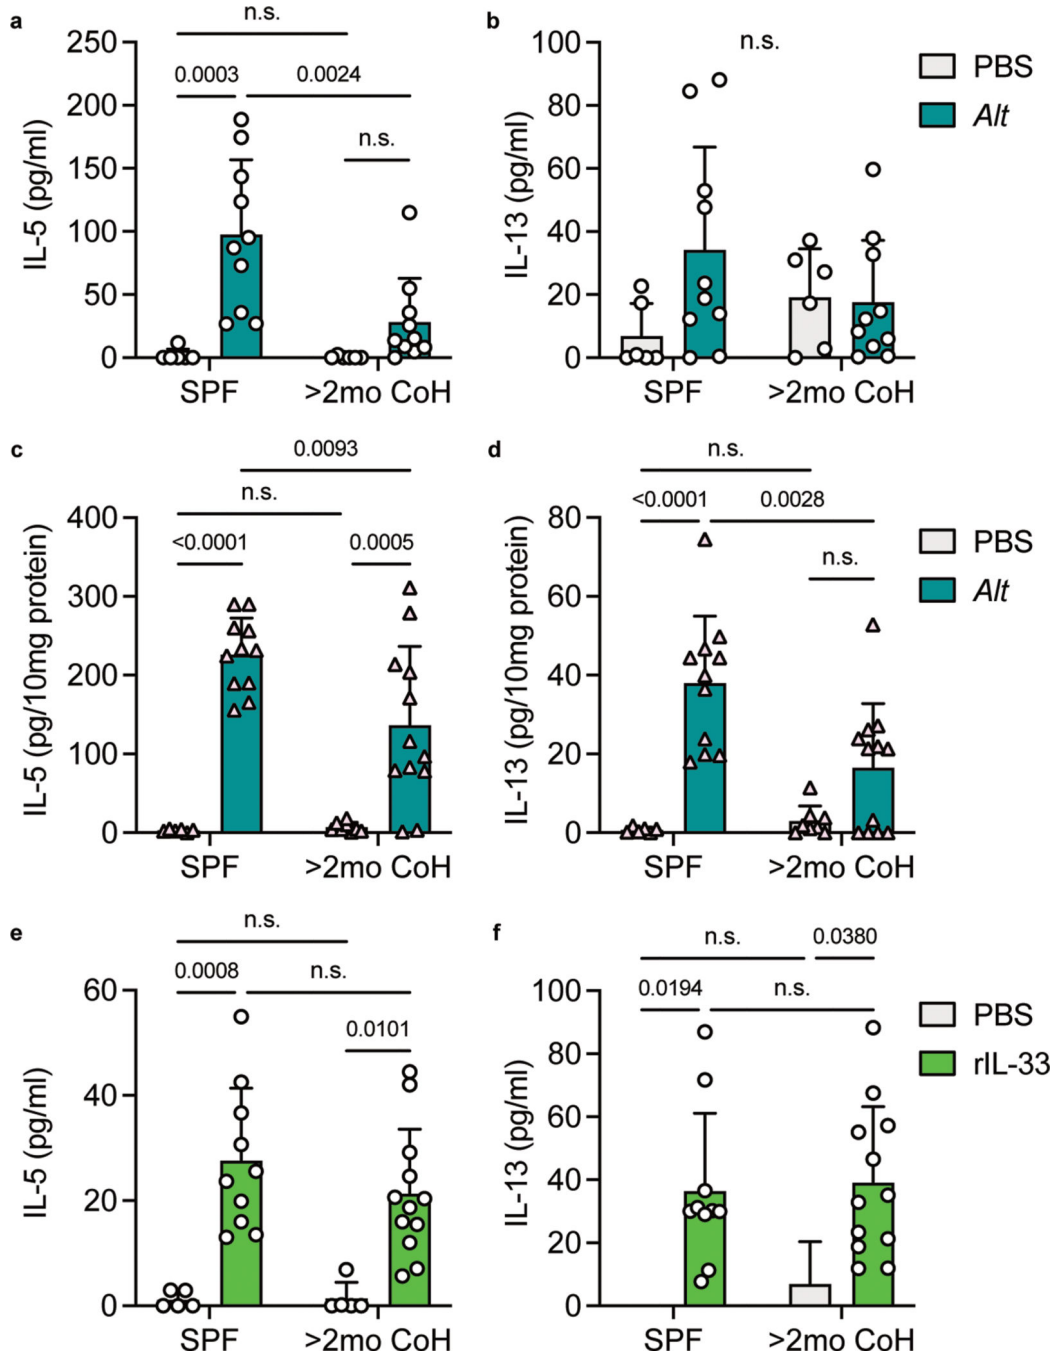 a
n.s.
0.0003
0.0024
n.s.
IL-5 (pg/ml)
250
200
150
100
50
0
SPF
>2mo CoH
b
n.s.
IL-13 (pg/ml)
100
80
60
40
20
0
SPF
>2mo CoH
PBS
Alt
c
0.0093
n.s.
<0.0001
0.0005
IL-5 (pg/10mg protein)
400
300
200
100
0
SPF
>2mo CoH
d
n.s.
<0.0001
0.0028
n.s.
IL-13 (pg/10mg protein)
80
60
40
20
0
SPF
>2mo CoH
PBS
Alt
e
n.s.
0.0008
n.s.
0.0101
IL-5 (pg/ml)
60
40
20
0
SPF
>2mo CoH
f
n.s.
0.0380
0.0194
n.s.
IL-13 (pg/ml)
100
80
60
40
20
0
SPF
>2mo CoH
PBS
rIL-33